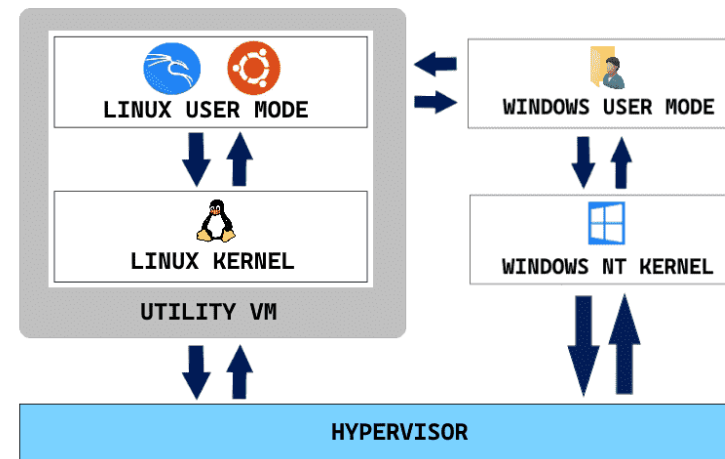 LINUX USER MODE
WINDOWS USER MODE
LINUX KERNEL
WINDOWS NT KERNEL
UTILITY VM
HYPERVISOR